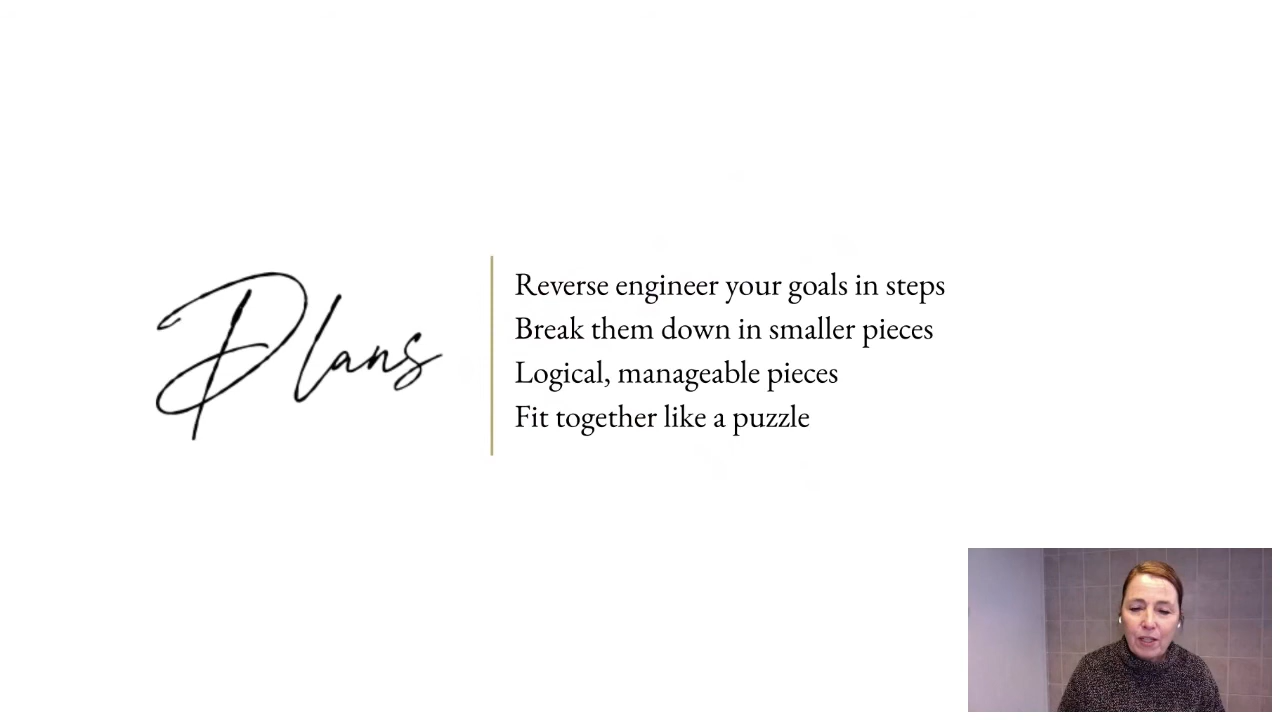 Plans
Reverse engineer your goals in steps
Break them down in smaller pieces
Logical, manageable pieces
Fit together like a puzzle